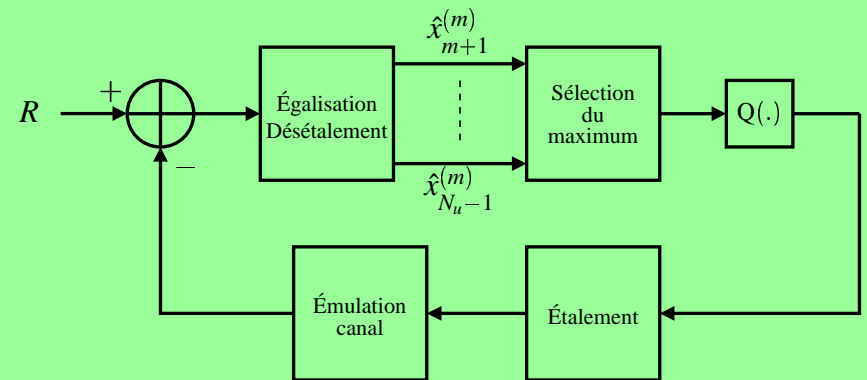 x̂^{(m)}_{m+1}
R
+
−
Égalisation
Désétalement
Sélection
du
maximum
Q(.)
x̂^{(m)}_{N_u−1}
Émulation
canal
Étalement